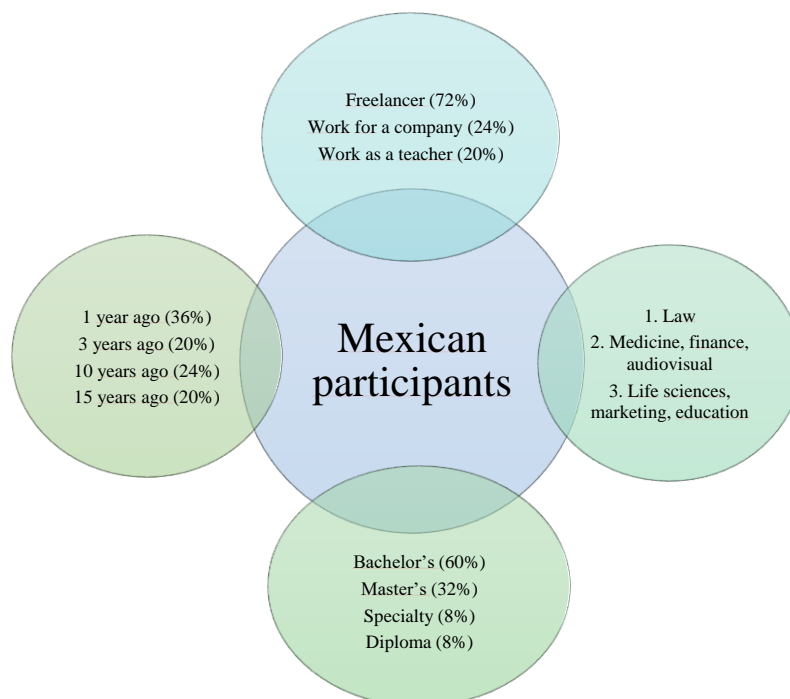 Freelancer (72%)
Work for a company (24%)
Work as a teacher (20%)
1 year ago (36%)
3 years ago (20%)
10 years ago (24%)
15 years ago (20%)
Mexican
participants
1. Law
2. Medicine, finance,
audiovisual
3. Life sciences,
marketing, education
Bachelor's (60%)
Master's (32%)
Specialty (8%)
Diploma (8%)